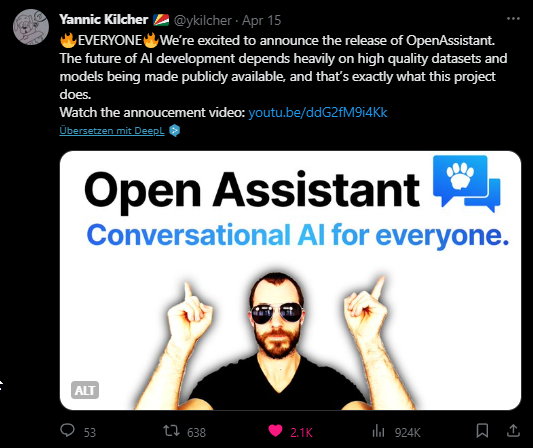 Yannic Kilcher 🇸🇨 @ykilcher · Apr 15
🔥EVERYONE🔥We’re excited to announce the release of OpenAssistant.
The future of AI development depends heavily on high quality datasets and
models being made publicly available, and that’s exactly what this project
does.
Watch the annoucement video: youtu.be/ddG2fM9i4Kk
Übersetzen mit DeepL
Open Assistant
Conversational AI for everyone.
ALT
53 638 2.1K 924K